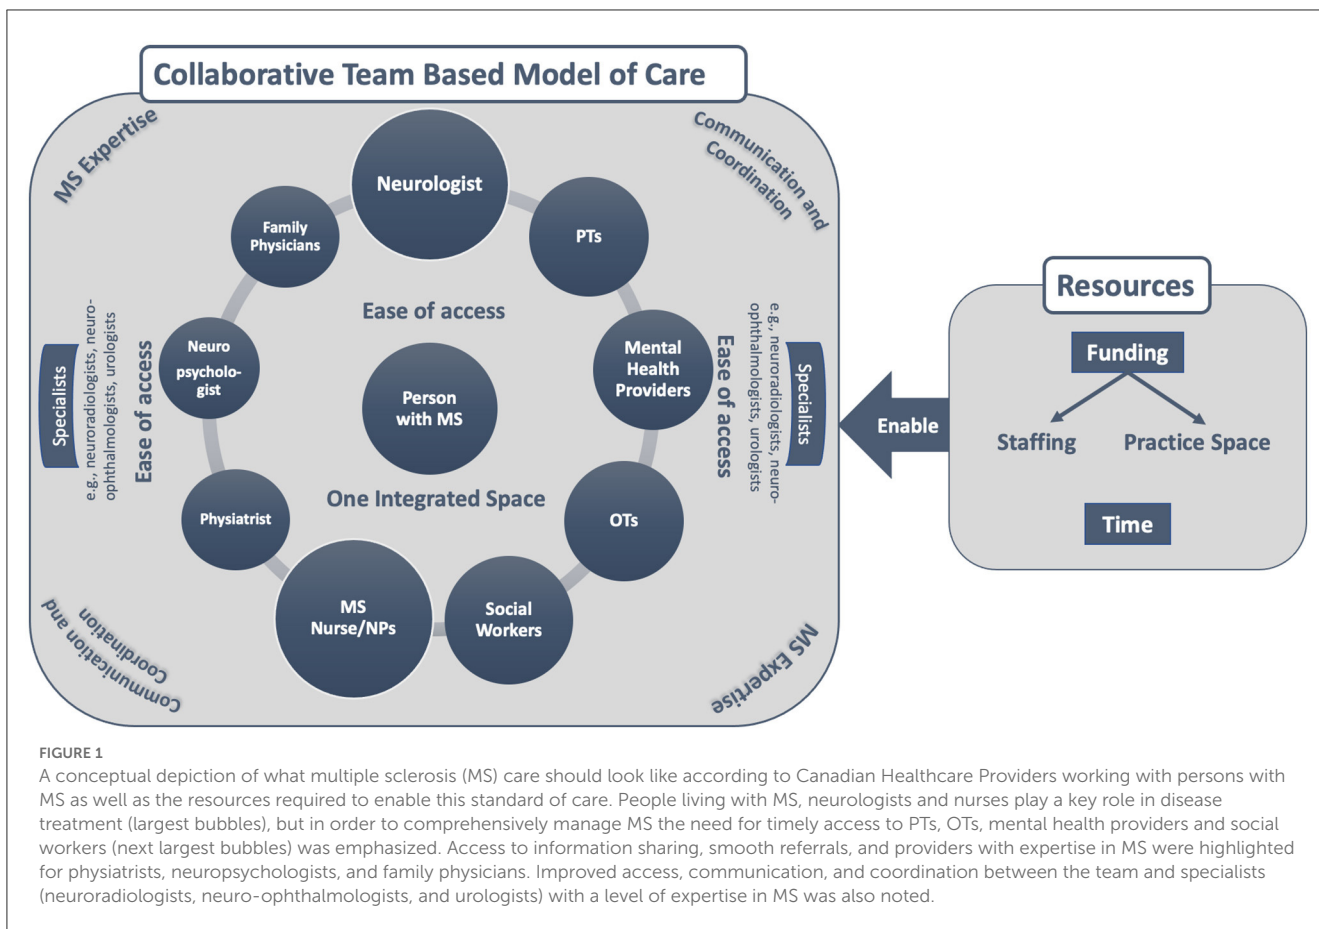 Collaborative Team Based Model of Care
MS Expertise
Communication and
Coordination
Neurologist
Family
Physicians
PTs
Ease of access
Neuro
psycholo-
gist
Mental
Health
Providers
Person
with MS
Specialists
e.g., neuroradiologists, neuro-
ophthalmologists, urologists
Ease of access
Ease of access
e.g., neuroradiologists, neuro-
ophthalmologists, urologists
Specialists
One Integrated Space
Physiatrist
OTs
MS
Nurse/NPs
Social
Workers
Communication and
Coordination
MS Expertise
Enable
Resources
Funding
Staffing
Practice Space
Time
FIGURE 1
A conceptual depiction of what multiple sclerosis (MS) care should look like according to Canadian Healthcare Providers working with persons with
MS as well as the resources required to enable this standard of care. People living with MS, neurologists and nurses play a key role in disease
treatment (largest bubbles), but in order to comprehensively manage MS the need for timely access to PTs, OTs, mental health providers and social
workers (next largest bubbles) was emphasized. Access to information sharing, smooth referrals, and providers with expertise in MS were highlighted
for physiatrists, neuropsychologists, and family physicians. Improved access, communication, and coordination between the team and specialists
(neuroradiologists, neuro-ophthalmologists, and urologists) with a level of expertise in MS was also noted.